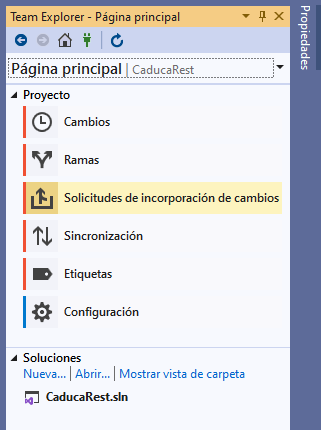 Team Explorer - Página principal
Página principal | CaducaRest
Proyecto
Cambios
Ramas
Solicitudes de incorporación de cambios
Sincronización
Etiquetas
Configuración
Soluciones
Nueva... | Abrir... | Mostrar vista de carpeta
CaducaRest.sln
Propiedades